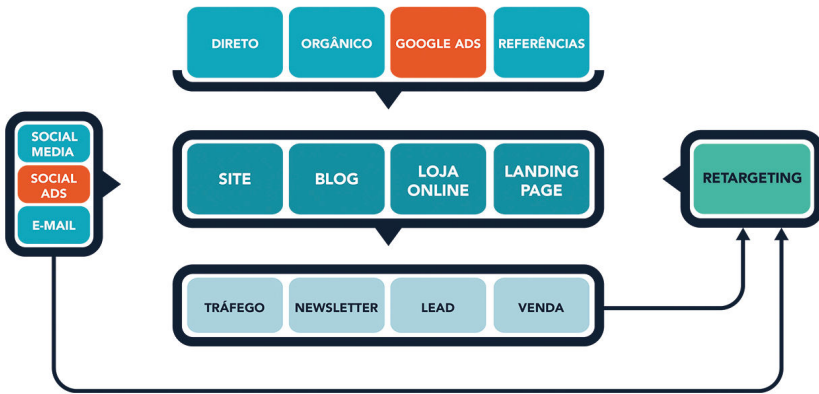 DIRETO
ORGÂNICO
GOOGLE ADS
REFERÊNCIAS
SOCIAL
MEDIA
SOCIAL
ADS
E-MAIL
SITE
BLOG
LOJA
ONLINE
LANDING
PAGE
RETARGETING
TRÁFEGO
NEWSLETTER
LEAD
VENDA